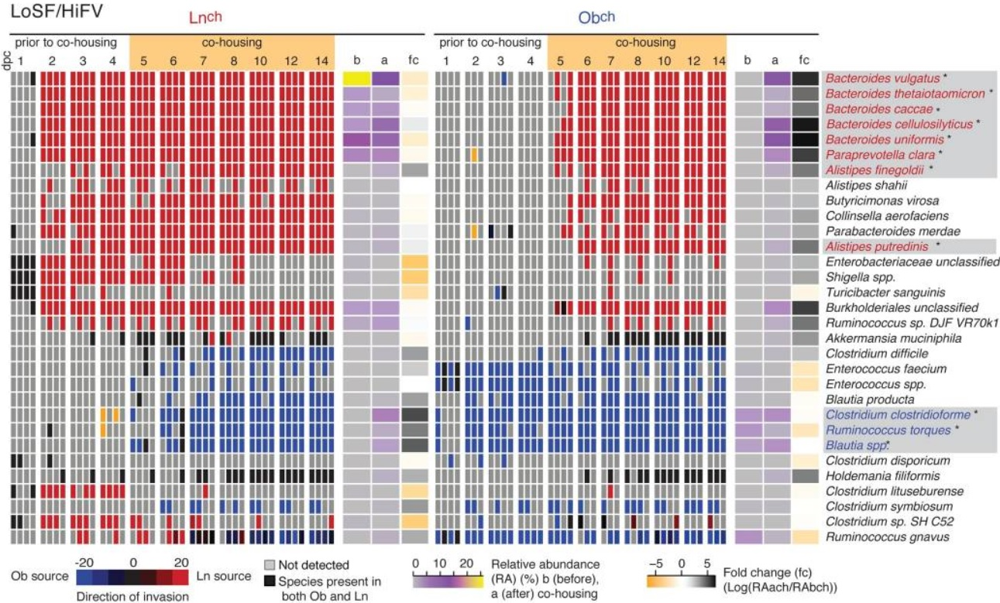 LoSF/HiFV
Lnch
Obch
prior to co-housing
co-housing
prior to co-housing
co-housing
dpc 1 2 3 4 5 6 7 8 10 12 14 b a fc 1 2 3 4 5 6 7 8 10 12 14 b a fc
Bacteroides vulgatus *
Bacteroides thetaiotaomicron *
Bacteroides caccae *
Bacteroides cellulosilyticus *
Bacteroides uniformis *
Paraprevotella clara *
Alistipes finegoldii *
Alistipes shahii
Butyricimonas virosa
Collinsella aerofaciens
Parabacteroides merdae
Alistipes putredinis *
Enterobacteriaceae unclassified
Shigella spp.
Turicibacter sanguinis
Burkholderiales unclassified
Ruminococcus sp. DJF VR70k1
Akkermansia muciniphila
Clostridium difficile
Enterococcus faecium
Enterococcus spp.
Blautia producta
Clostridium clostridioforme *
Ruminococcus torques *
Blautia spp.*
Clostridium disporicum
Holdemania filiformis
Clostridium lituseburense
Clostridium symbiosum
Clostridium sp. SH C52
Ruminococcus gnavus
-20 0 20
Ob source
Ln source
Direction of invasion
Not detected
Species present in
both Ob and Ln
0 10 20
Relative abundance
(RA) (%) b (before),
a (after) co-housing
−5 0 5
Fold change (fc)
(Log(RAach/RAbch))